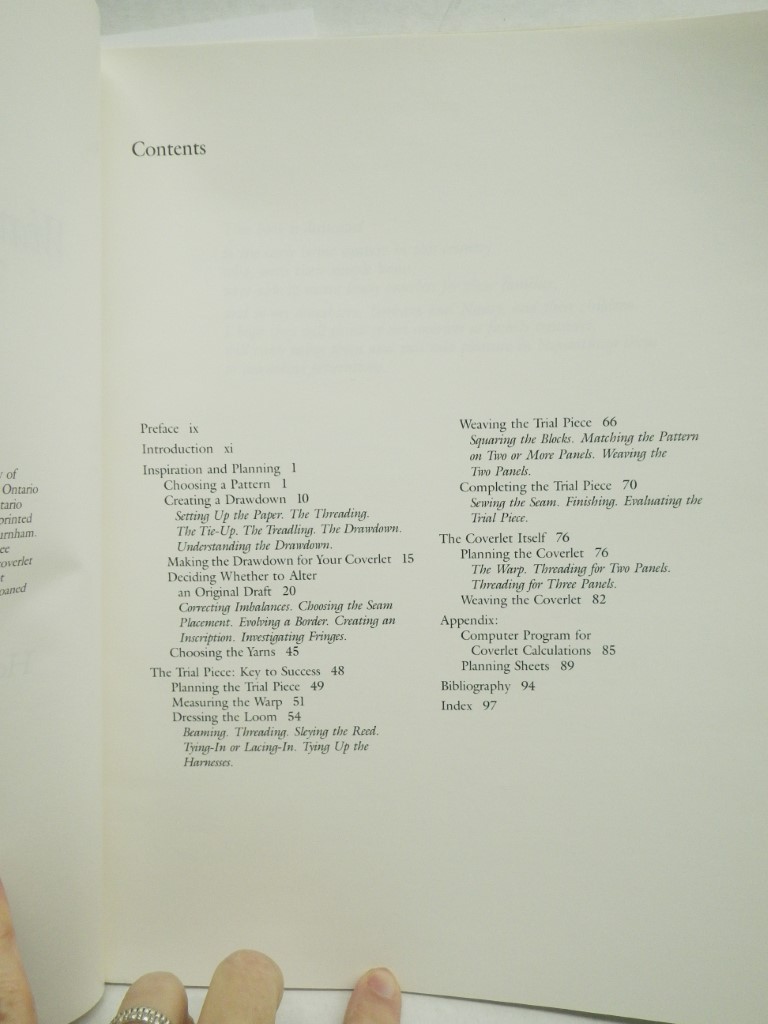 y of
Ontario
tario
printed
urnham.
ee
coverlet
t
oaned
Contents
Preface ix
Introduction xi
Inspiration and Planning 1
Choosing a Pattern 1
Creating a Drawdown 10
Setting Up the Paper. The Threading.
The Tie-Up. The Treadling. The Drawdown.
Understanding the Drawdown.
Making the Drawdown for Your Coverlet 15
Deciding Whether to Alter
an Original Draft 20
Correcting Imbalances. Choosing the Seam
Placement. Evolving a Border. Creating an
Inscription. Investigating Fringes.
Choosing the Yarns 45
The Trial Piece: Key to Success 48
Planning the Trial Piece 49
Measuring the Warp 51
Dressing the Loom 54
Beaming. Threading. Sleying the Reed.
Tying-In or Lacing-In. Tying Up the
Harnesses.
Weaving the Trial Piece 66
Squaring the Blocks. Matching the Pattern
on Two or More Panels. Weaving the
Two Panels.
Completing the Trial Piece 70
Sewing the Seam. Finishing. Evaluating the
Trial Piece.
The Coverlet Itself 76
Planning the Coverlet 76
The Warp. Threading for Two Panels.
Threading for Three Panels.
Weaving the Coverlet 82
Appendix:
Computer Program for
Coverlet Calculations 85
Planning Sheets 89
Bibliography 94
Index 97